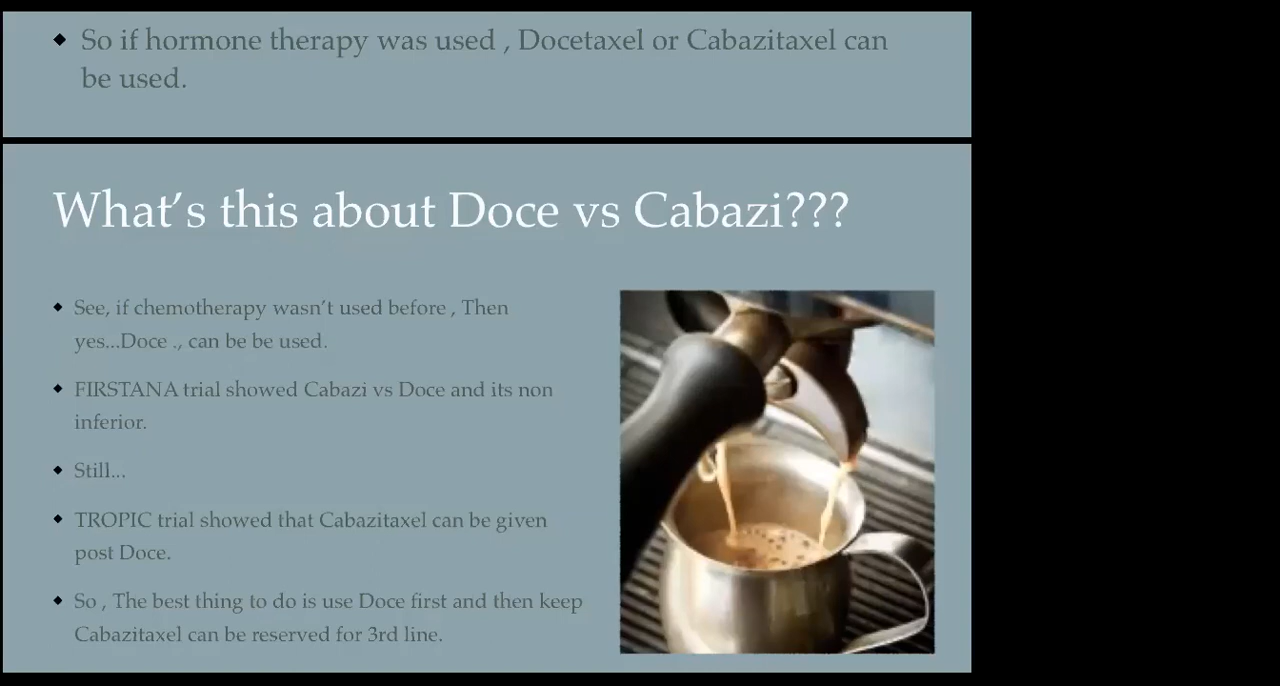 So if hormone therapy was used , Docetaxel or Cabazitaxel can
be used.
What's this about Doce vs Cabazi???
See, if chemotherapy wasn't used before , Then
yes...Doce ., can be be used.
FIRSTANA trial showed Cabazi vs Doce and its non
inferior.
Still...
TROPIC trial showed that Cabazitaxel can be given
post Doce.
So , The best thing to do is use Doce first and then keep
Cabazitaxel can be reserved for 3rd line.